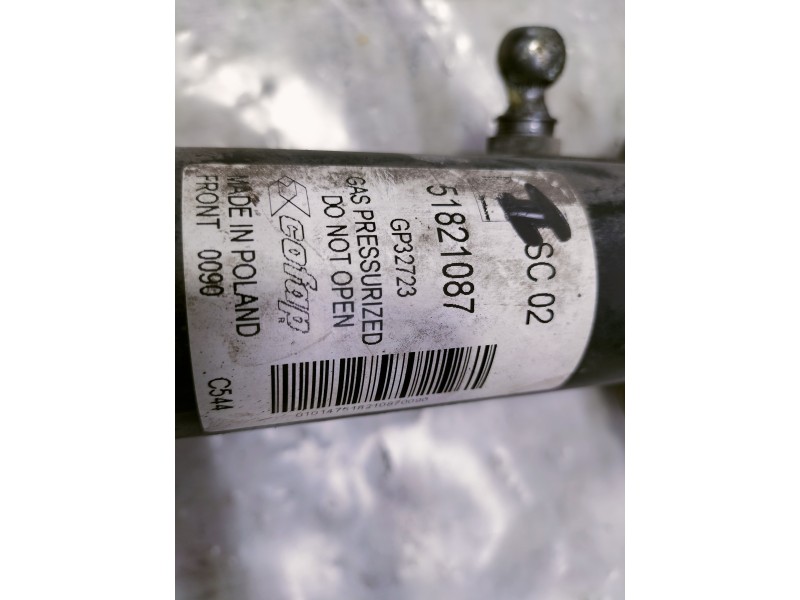 SC 02
51821087
GP32723
GAS PRESSURIZED
DO NOT OPEN
Cofap
R
MADE IN POLAND
FRONT 0090 C544